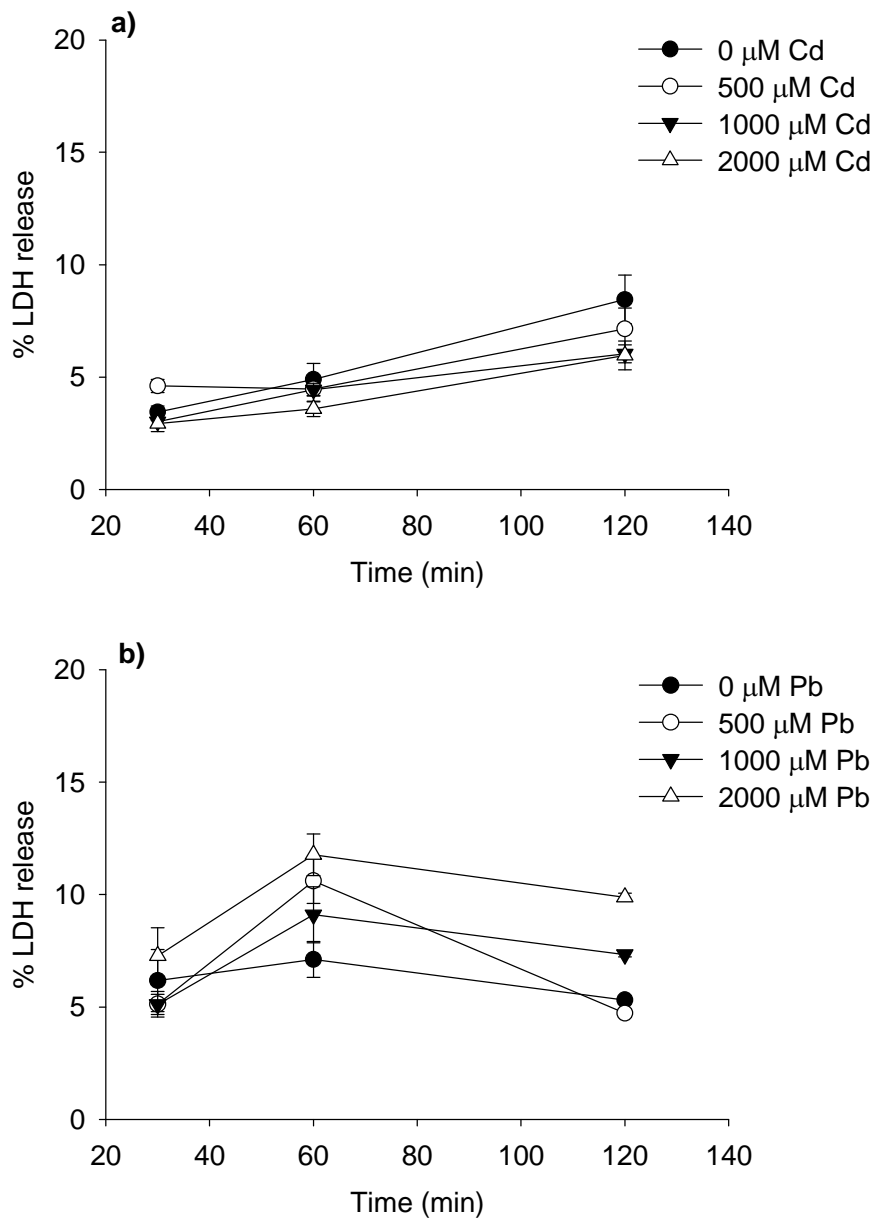 a)
20
15
10
5
0
% LDH release
20 40 60 80 100 120 140
Time (min)
0 μM Cd
500 μM Cd
1000 μM Cd
2000 μM Cd
b)
20
15
10
5
0
% LDH release
20 40 60 80 100 120 140
Time (min)
0 μM Pb
500 μM Pb
1000 μM Pb
2000 μM Pb